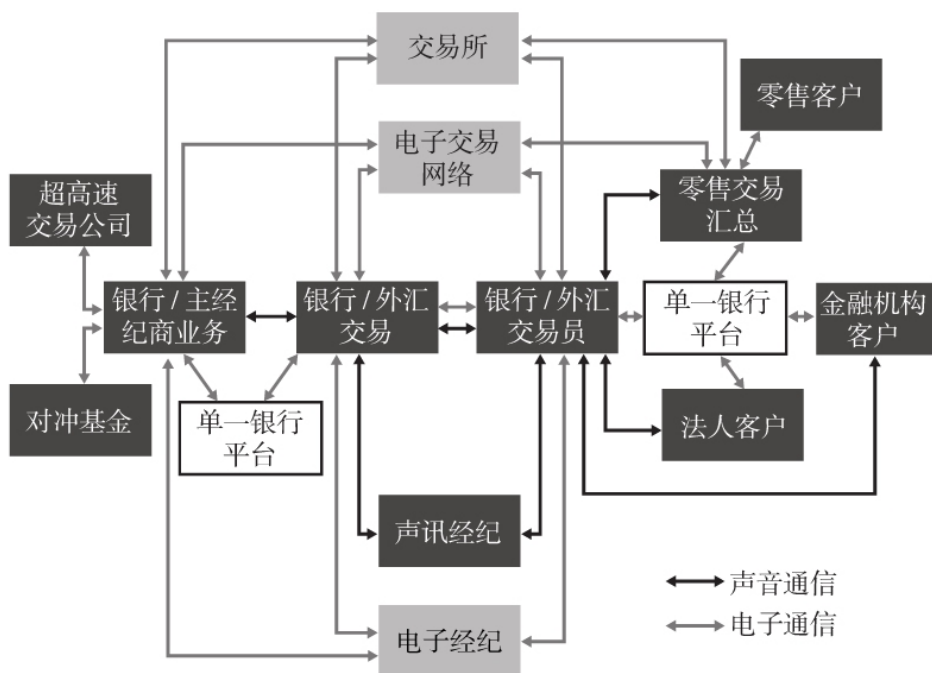 交易所
零售客户
电子交易
网络
超高速
交易公司
零售交易
汇总
银行 / 主经
纪商业务
银行 / 外汇
交易
银行 / 外汇
交易员
单一银行
平台
金融机构
客户
对冲基金
单一银行
平台
法人客户
声讯经纪
声音通信
电子通信
电子经纪